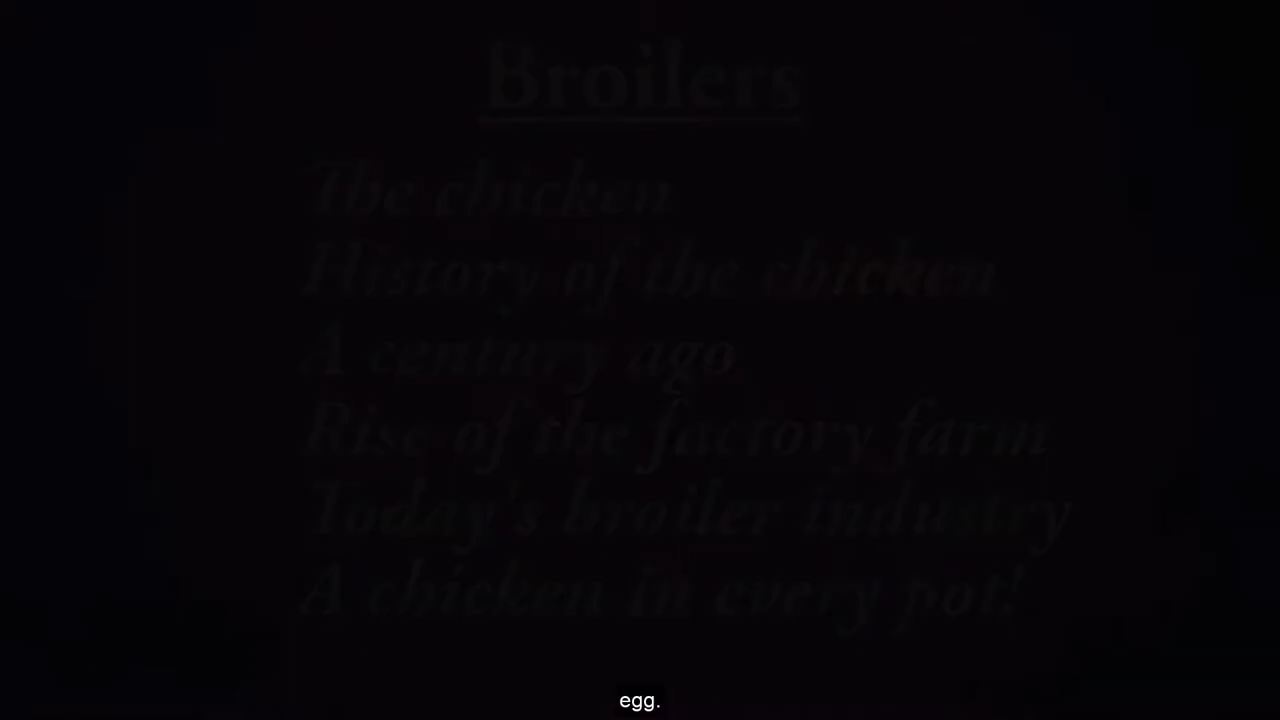 Broilers
The chicken
History of the chicken
A century ago
Rise of the factory farm
Today's broiler industry
A chicken in every pot!
egg.